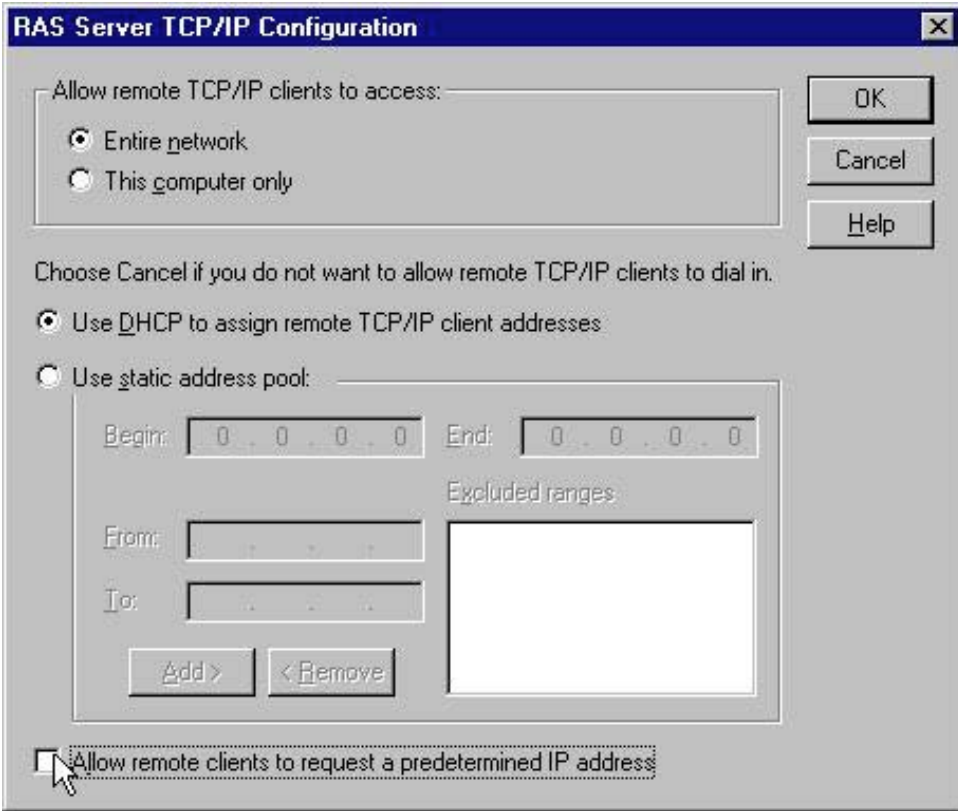 RAS Server TCP/IP Configuration
Allow remote TCP/IP clients to access:
Entire network
This computer only
OK
Cancel
Help
Choose Cancel if you do not want to allow remote TCP/IP clients to dial in.
Use DHCP to assign remote TCP/IP client addresses
Use static address pool:
Begin: 0 . 0 . 0 . 0 End: 0 . 0 . 0 . 0
Excluded ranges
From: . . .
To: . . .
Add > < Remove
Allow remote clients to request a predetermined IP address